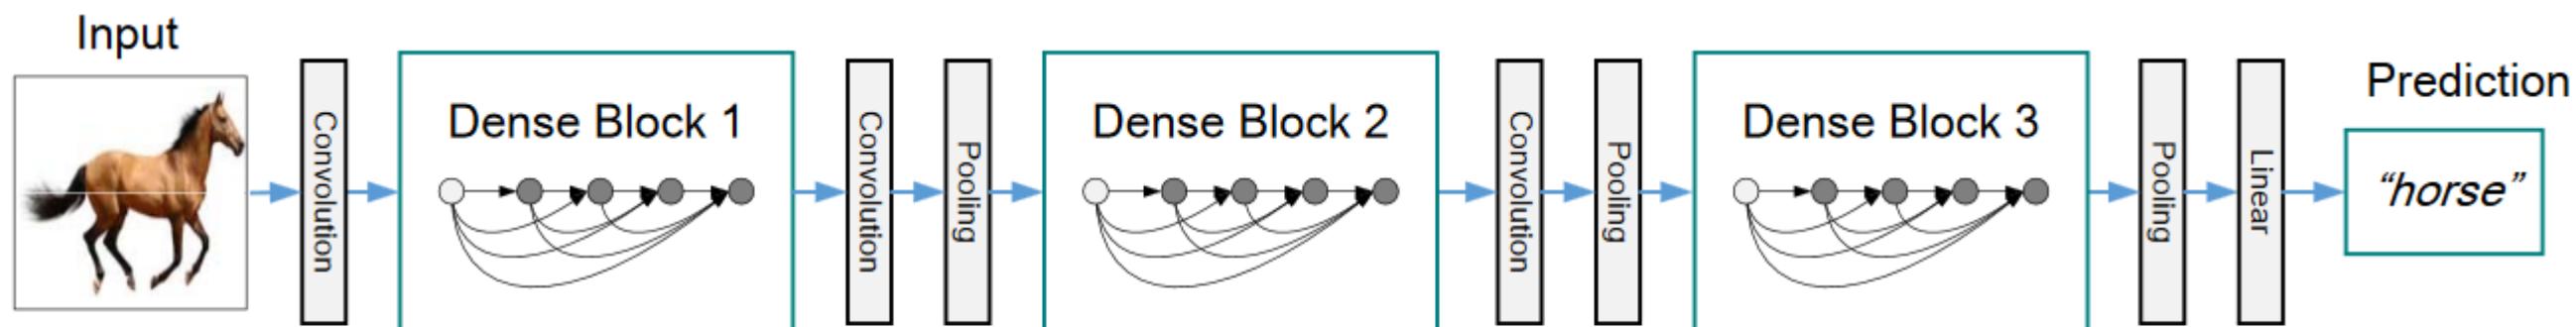 Input
Convolution
Dense Block 1
Convolution
Pooling
Dense Block 2
Convolution
Pooling
Dense Block 3
Pooling
Linear
Prediction
“horse”